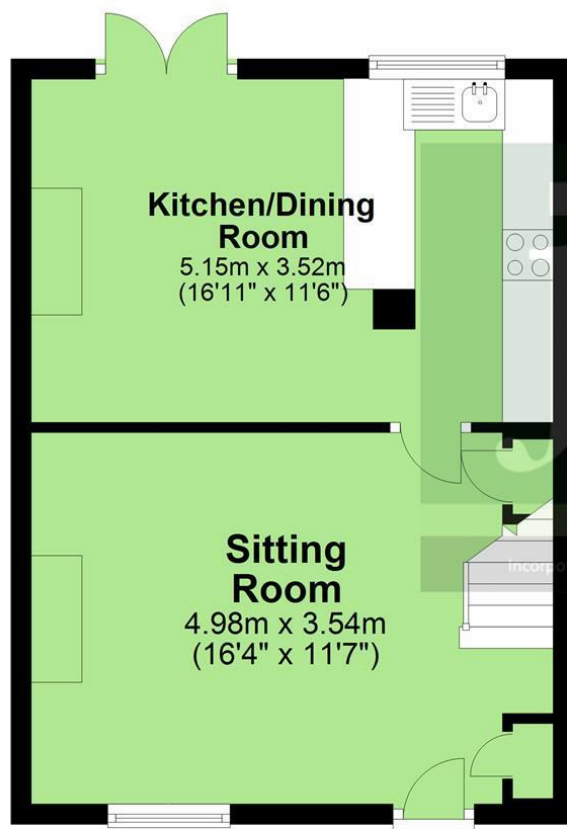 Kitchen/Dining
Room
5.15m x 3.52m
(16'11" x 11'6")
Sitting
Room
4.98m x 3.54m
(16'4" x 11'7")